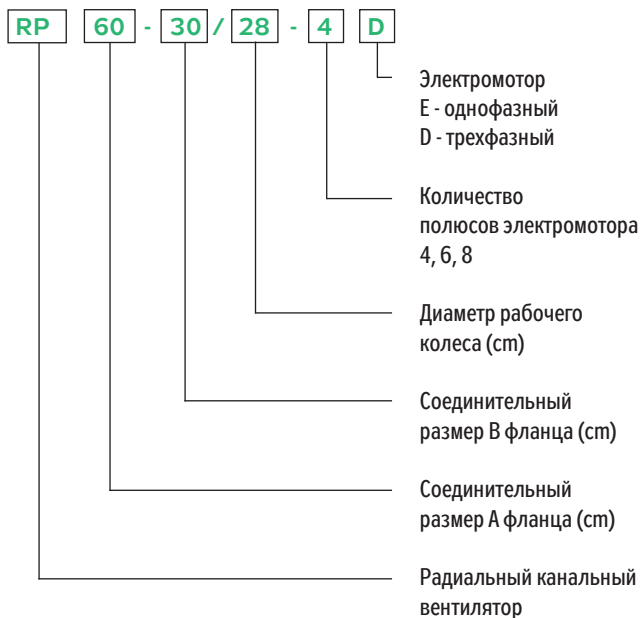 RP 60 - 30 / 28 - 4 D
Электромотор
E - однофазный
D - трехфазный
Количество
полюсов электромотора
4, 6, 8
Диаметр рабочего
колеса (cm)
Соединительный
размер B фланца (cm)
Соединительный
размер A фланца (cm)
Радиальный канальный
вентилятор